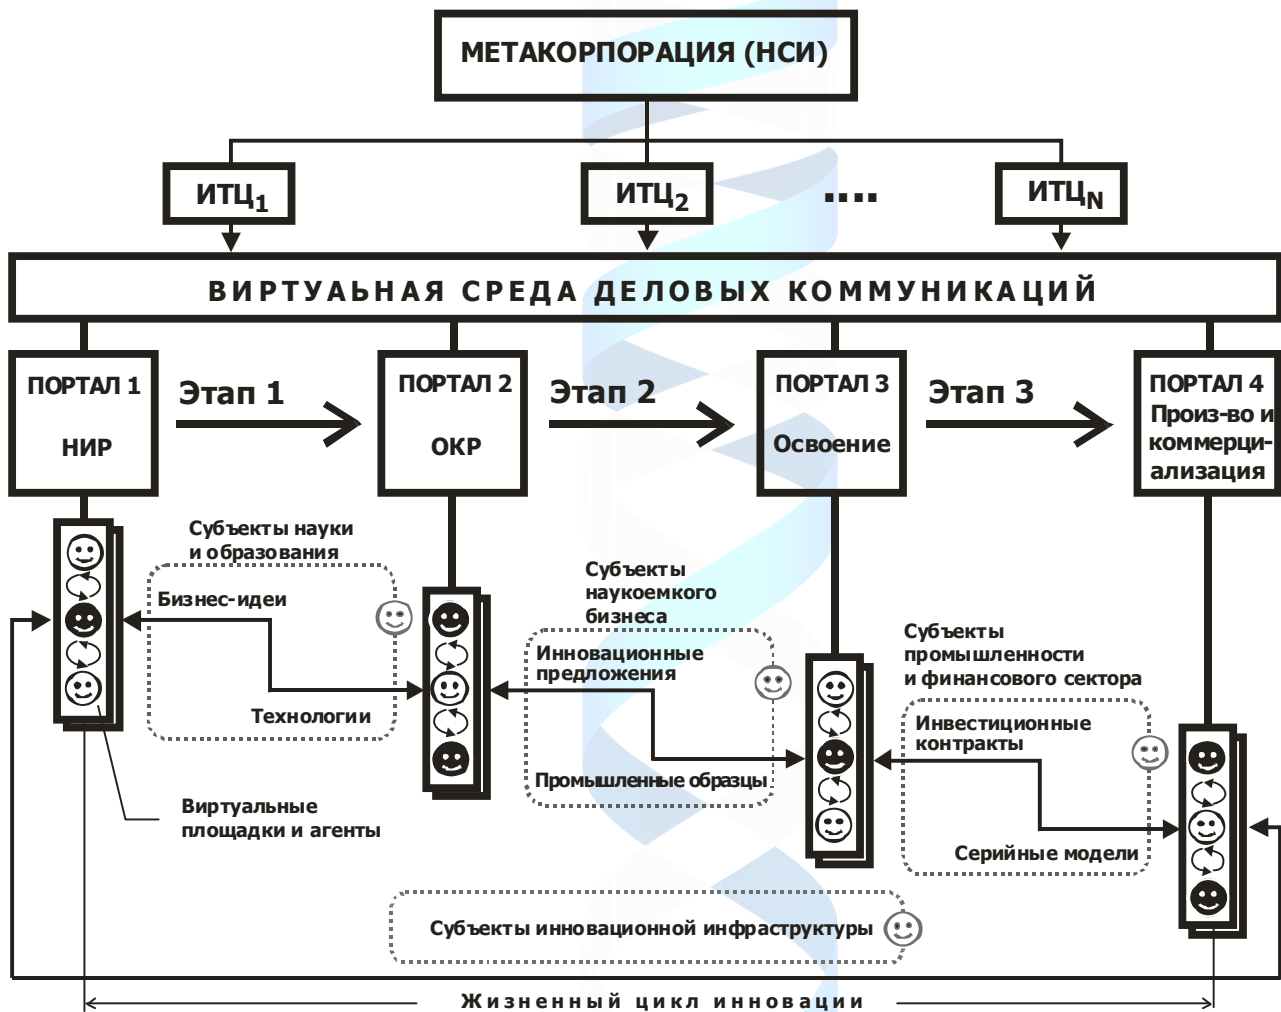 МЕТАКОРПОРАЦИЯ (НСИ)
ИТЦ1
ИТЦ2
....
ИТЦN
ВИРТУАЬНАЯ СРЕДА ДЕЛОВЫХ КОММУНИКАЦИЙ
ПОРТАЛ 1
НИР
Этап 1
ПОРТАЛ 2
ОКР
Этап 2
ПОРТАЛ 3
Освоение
Этап 3
ПОРТАЛ 4
Произ-во и
коммерци-
ализация
Субъекты науки
и образования
Бизнес-идеи
Технологии
Субъекты
наукоемкого
бизнеса
Инновационные
предложения
Промышленные образцы
Субъекты
промышленности
и финансового сектора
Инвестиционные
контракты
Серийные модели
Виртуальные
площадки и агенты
Субъекты инновационной инфраструктуры
Жизненный цикл инновации